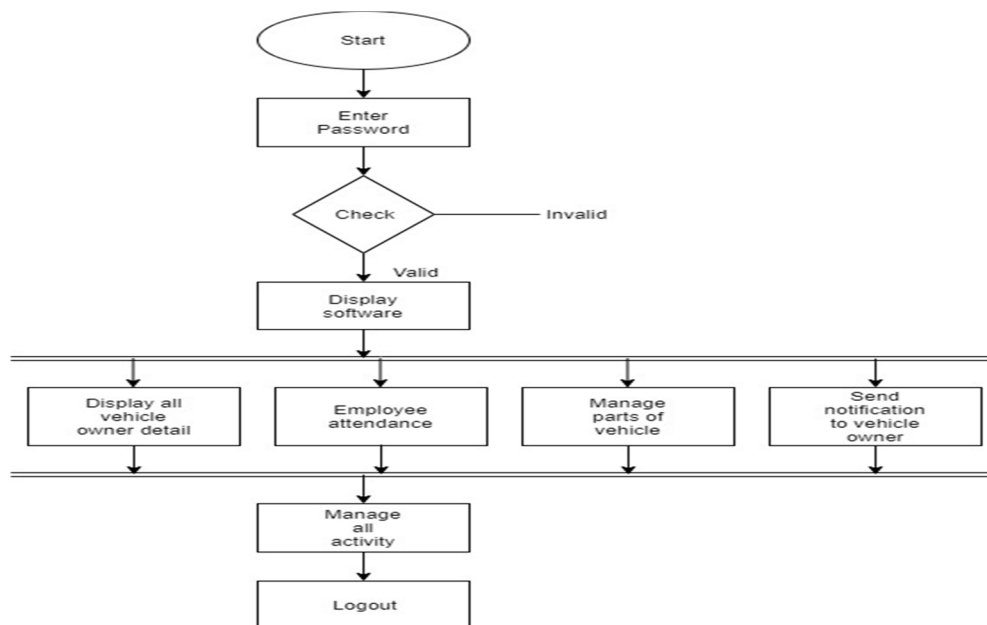 Start
Enter
Password
Check
Invalid
Valid
Display
software
Display all
vehicle
owner detail
Employee
attendance
Manage
parts of
vehicle
Send
notification
to vehicle
owner
Manage
all
activity
Logout